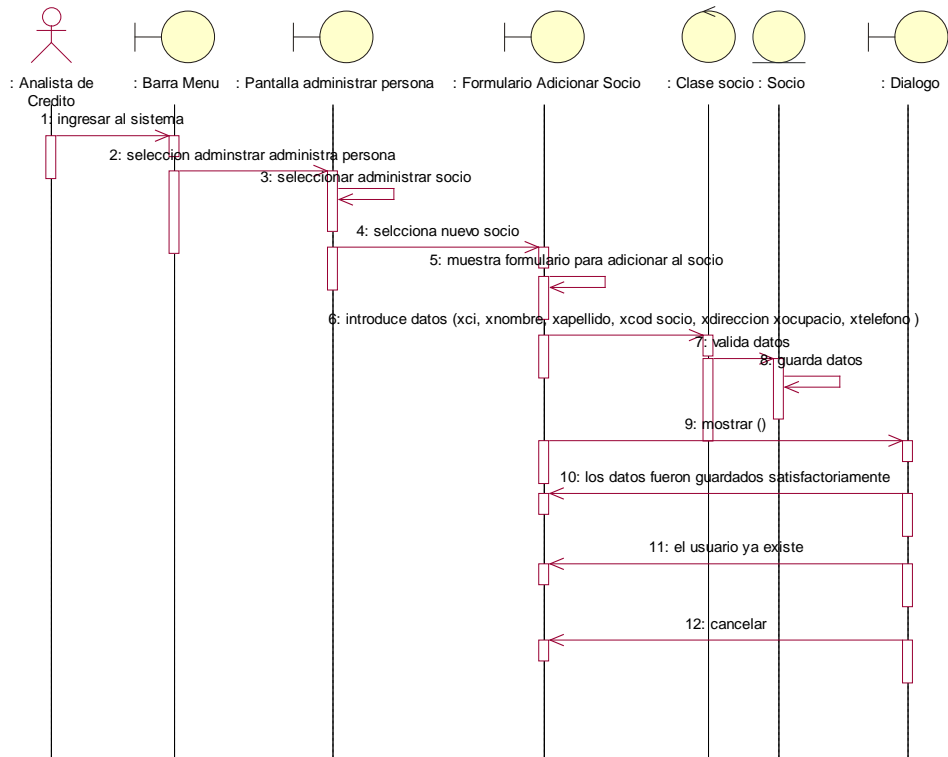 : Analista de
Credito
: Barra Menu
: Pantalla administrar persona
: Formulario Adicionar Socio
: Clase socio
: Socio
: Dialogo
1: ingresar al sistema
2: seleccion adminstrar administra persona
3: seleccionar administrar socio
4: selcciona nuevo socio
5: muestra formulario para adicionar al socio
6: introduce datos (xci, xnombre, xapellido, xcod socio, xdireccion xocupacio, xtelefono )
7: valida datos
8: guarda datos
9: mostrar ()
10: los datos fueron guardados satisfactoriamente
11: el usuario ya existe
12: cancelar